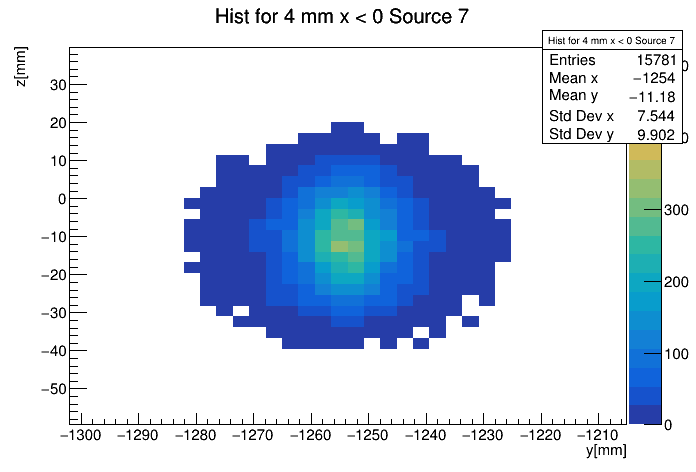 Hist for 4 mm x < 0 Source 7
z[mm]
Hist for 4 mm x < 0 Source 7
Entries 15781
Mean x −1254
Mean y −11.18
Std Dev x 7.544
Std Dev y 9.902
30
20
10
0
−10
−20
−30
−40
−50
−1300 −1290 −1280 −1270 −1260 −1250 −1240 −1230 −1220 −1210
y[mm]
0
0
300
200
100
0